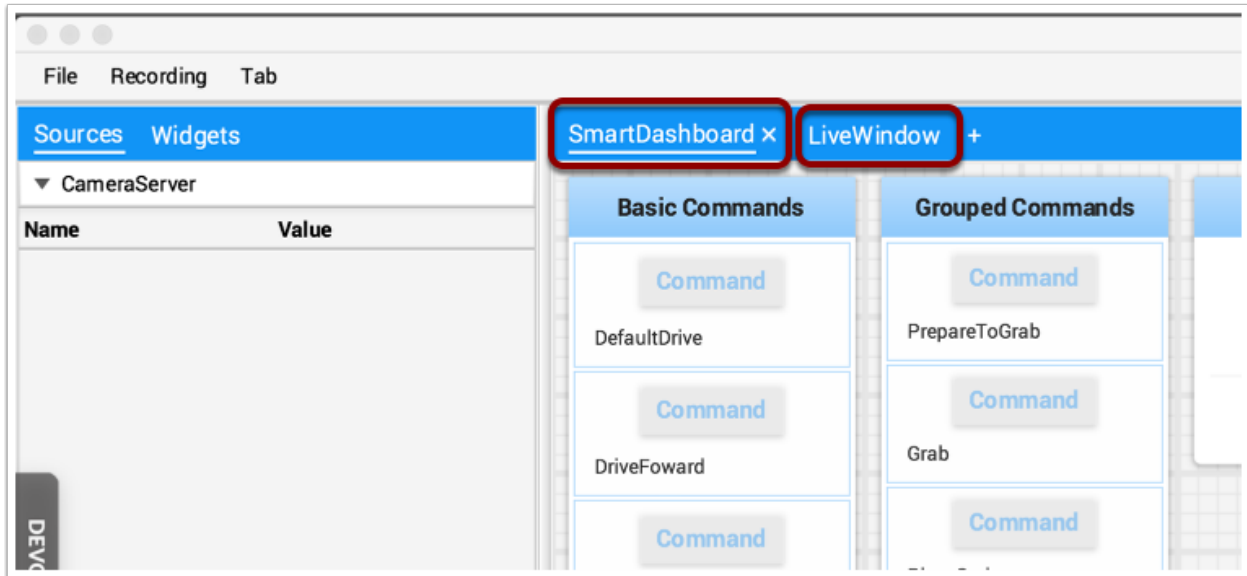 File Recording Tab
Sources Widgets
SmartDashboard × LiveWindow +
CameraServer
Name Value
Basic Commands
Command
DefaultDrive
Command
DriveFoward
Command
Grouped Commands
Command
PrepareToGrab
Command
Grab
Command